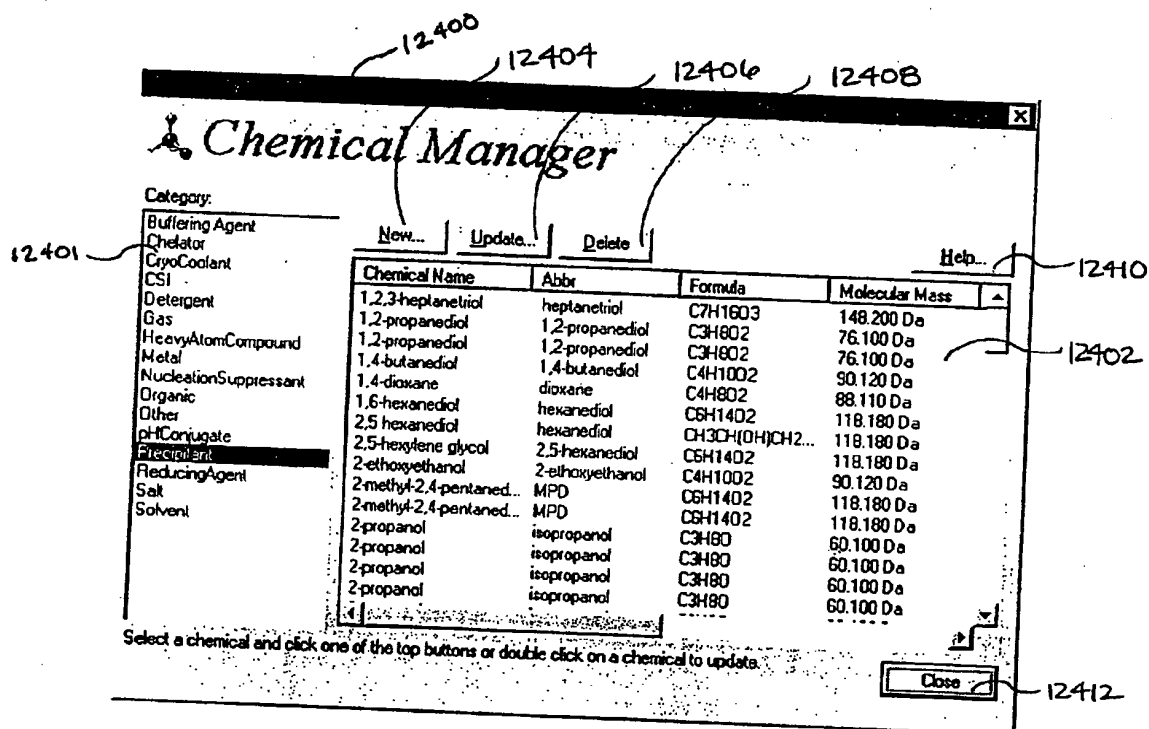 12400
12404
12406
12408
Chemical Manager
Category:
Buffering Agent
Chelator
CryoCoolant
CSI
Detergent
Gas
HeavyAtomCompound
Metal
NucleationSuppressant
Organic
Other
pHConjugate
Precipitent
ReducingAgent
Salt
Solvent
12401
New... Update... Delete
Help...
12410
Chemical Name Abbr Formula Molecular Mass
1,2,3-heptanetriol heptanetriol C7H16O3 148.200 Da
1,2-propanediol 1,2-propanediol C3H8O2 76.100 Da
1,2-propanediol 1,2-propanediol C3H8O2 76.100 Da
1,4-butanediol 1,4-butanediol C4H10O2 90.120 Da
1,4-dioxane dioxane C4H8O2 88.110 Da
1,6-hexanediol hexanediol C6H14O2 118.180 Da
2,5 hexanediol hexanediol CH3CH(OH)CH2... 118.180 Da
2,5-hexylene glycol 2,5-hexanediol C6H14O2 118.180 Da
2-ethoxyethanol 2-ethoxyethanol C4H10O2 90.120 Da
2-methyl-2,4-pentaned... MPD C6H14O2 118.180 Da
2-methyl-2,4-pentaned... MPD C6H14O2 118.180 Da
2-propanol isopropanol C3H8O 60.100 Da
2-propanol isopropanol C3H8O 60.100 Da
2-propanol isopropanol C3H8O 60.100 Da
2-propanol isopropanol C3H8O 60.100 Da
12402
Select a chemical and click one of the top buttons or double click on a chemical to update.
Close
12412